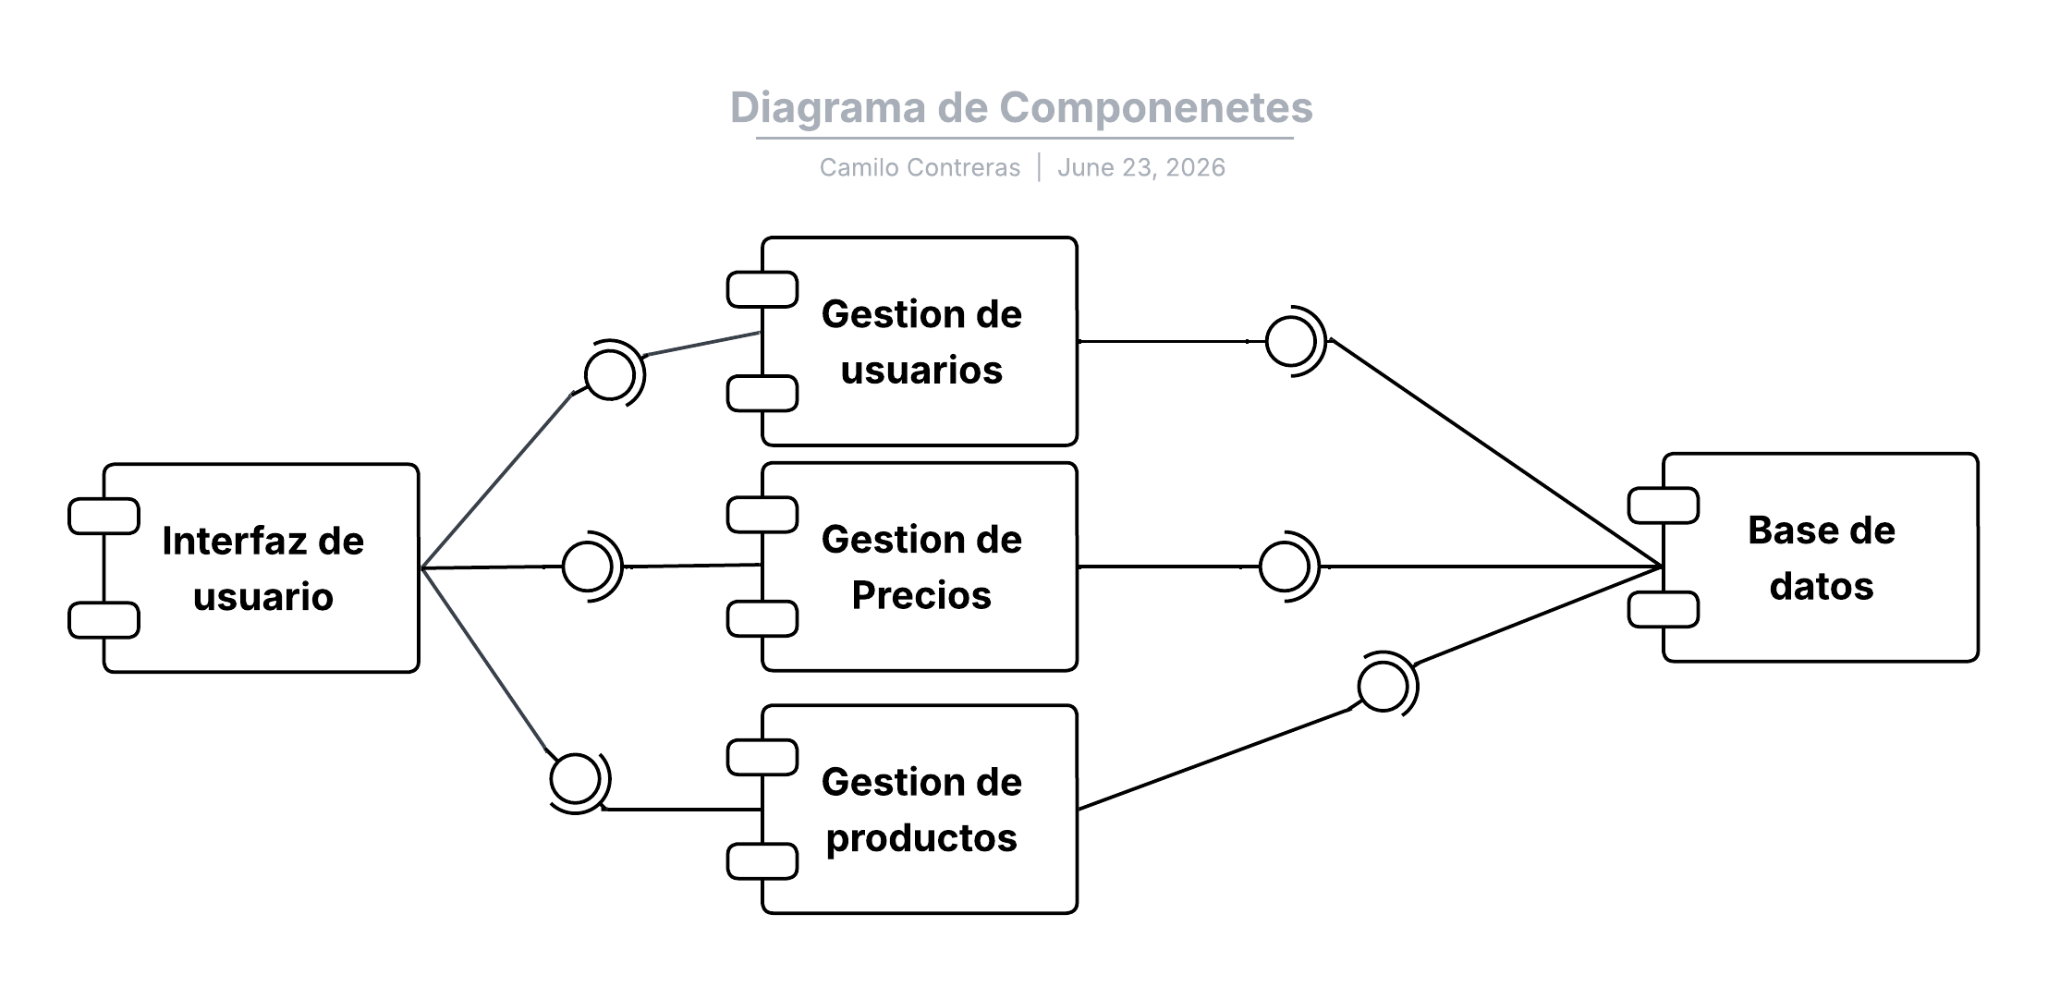 Diagrama de Componenetes
Camilo Contreras | June 23, 2026
Gestion de
usuarios
Interfaz de
usuario
Gestion de
Precios
Base de
datos
Gestion de
productos